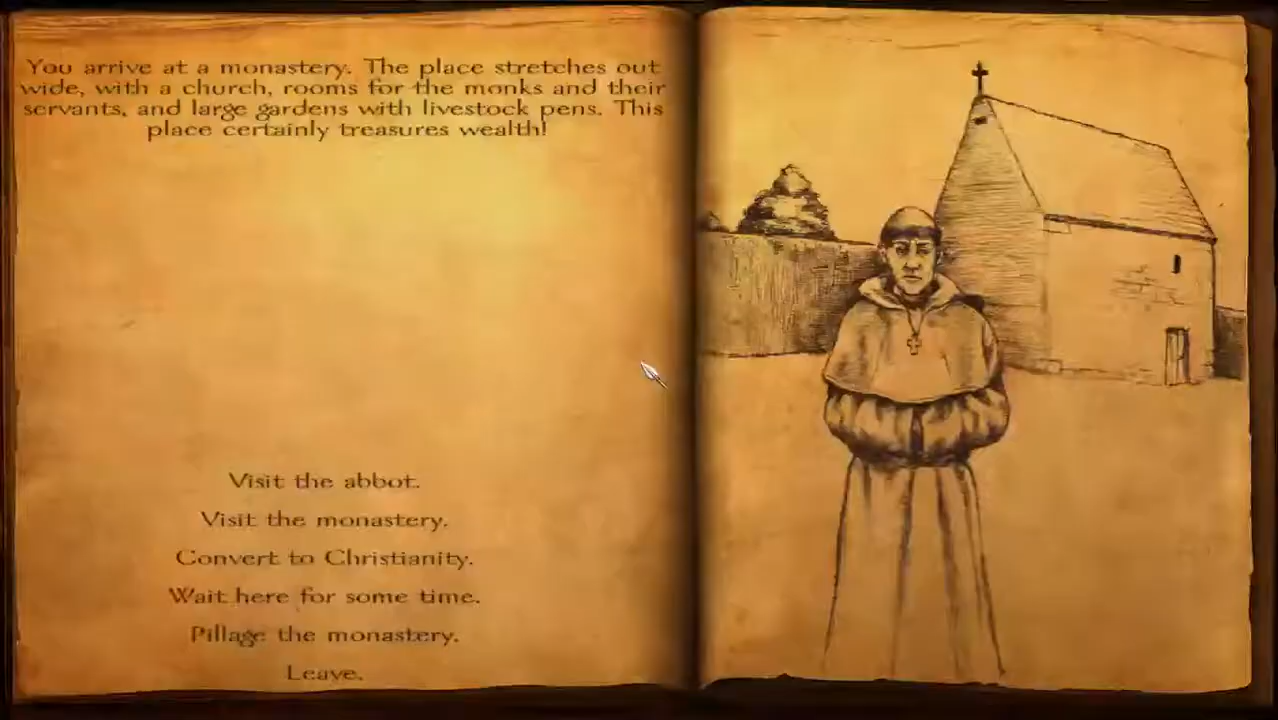 You arrive at a monastery. The place stretches out
wide, with a church, rooms for the monks and their
servants, and large gardens with livestock pens. This
place certainly treasures wealth!
Visit the abbot.
Visit the monastery.
Convert to Christianity.
Wait here for some time.
Pillage the monastery.
Leave.